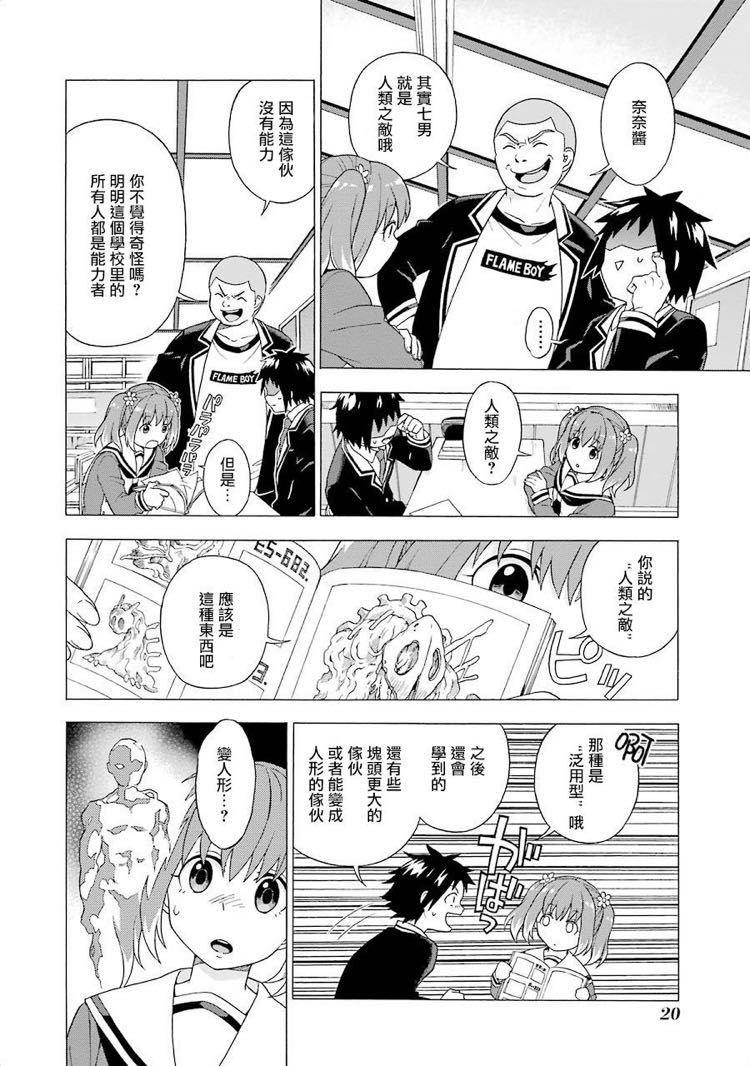 奈奈醬
其實七男
就是
人類之敵哦
FLAME BOY
……
因為這傢伙
沒有能力
你不覺得奇怪嗎？
明明這個學校里的
所有人都是能力者
FLAME BOY
パラパラパラ
但是…
人類之敵？
你説的
"人類之敵"
ピッ
ES-682.
應該是
這種東西吧
3.
那種是
"泛用型"哦
がばっ
之後
還會
學到的
還有些
塊頭更大的
傢伙
或者能變成
人形的傢伙
變人形…？
20